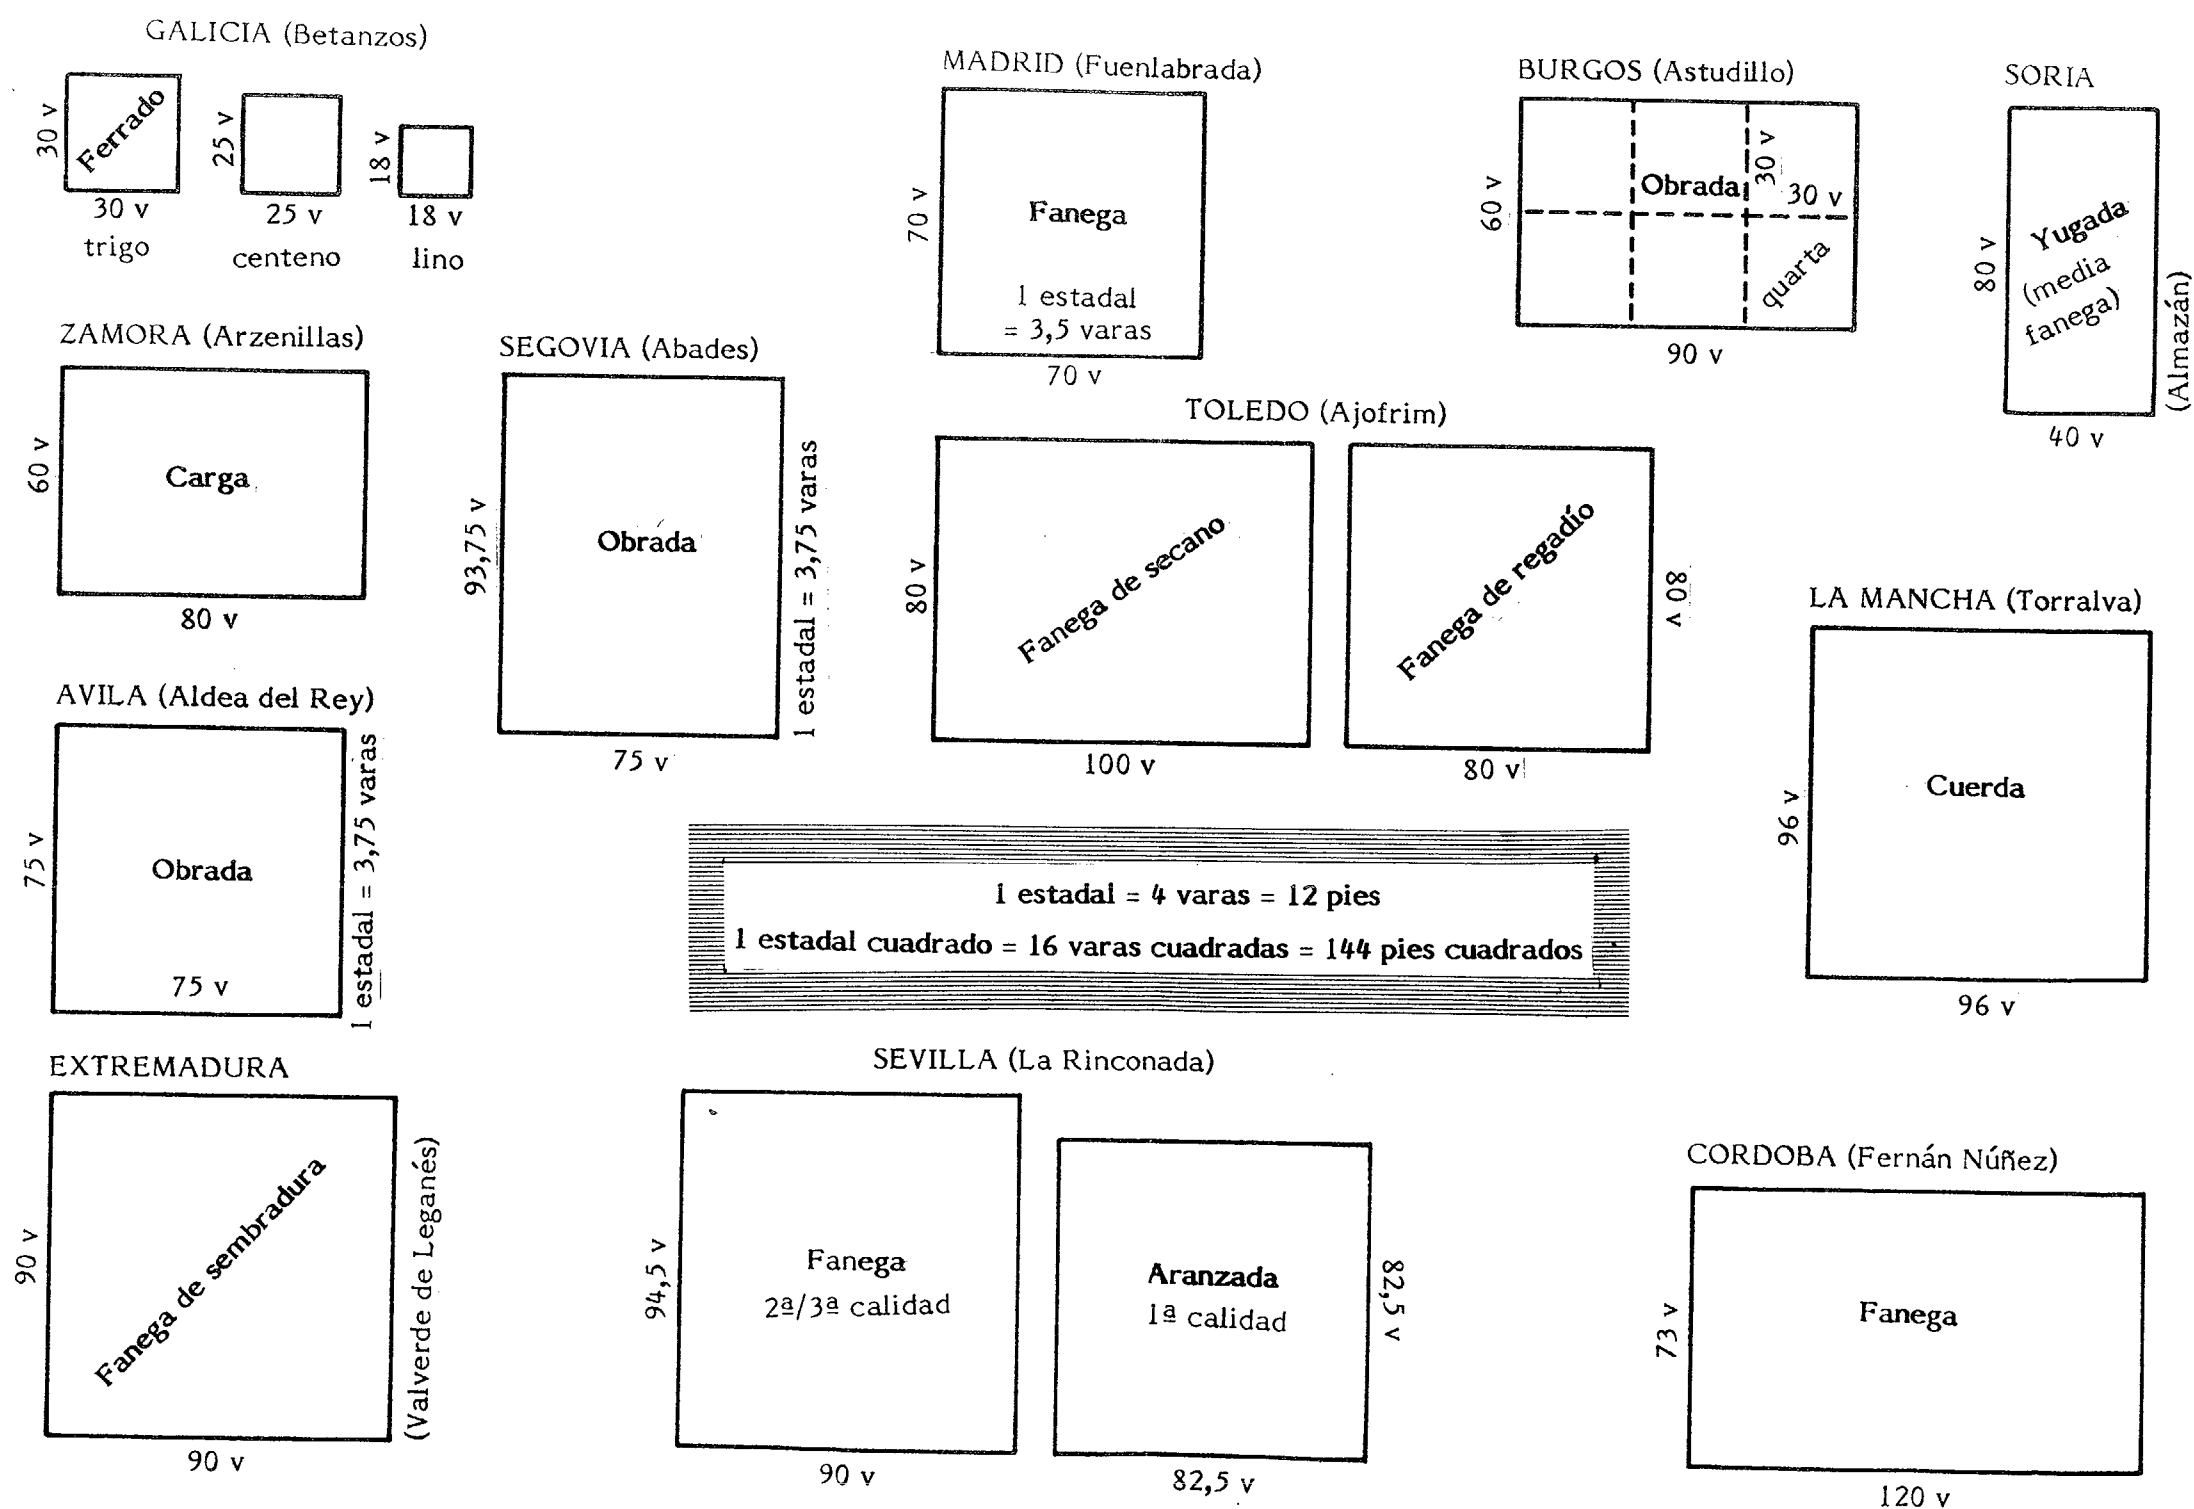 GALICIA (Betanzos)
30 v
Ferrado
30 v
trigo
25 v
25 v
centeno
18 v
18 v
lino
MADRID (Fuenlabrada)
70 v
Fanega
1 estadal
= 3,5 varas
70 v
BURGOS (Astudillo)
60 v
Obrada
30 v
30 v
quarta
90 v
SORIA
80 v
Yugada
(media
fanega)
(Almazán)
40 v
ZAMORA (Arzenillas)
60 v
Carga
80 v
SEGOVIA (Abades)
93,75 v
Obrada
1 estadal = 3,75 varas
75 v
TOLEDO (Ajofrim)
80 v
Fanega de secano
100 v
Fanega de regadío
80 v
80 v
LA MANCHA (Torralva)
96 v
Cuerda
96 v
AVILA (Aldea del Rey)
75 v
Obrada
75 v
1 estadal = 3,75 varas
1 estadal = 4 varas = 12 pies
1 estadal cuadrado = 16 varas cuadradas = 144 pies cuadrados
EXTREMADURA
90 v
Fanega de sembradura
(Valverde de Leganés)
90 v
SEVILLA (La Rinconada)
94,5 v
Fanega
2ª/3ª calidad
90 v
Aranzada
1ª calidad
82,5 v
82,5 v
CORDOBA (Fernán Núñez)
73 v
Fanega
120 v